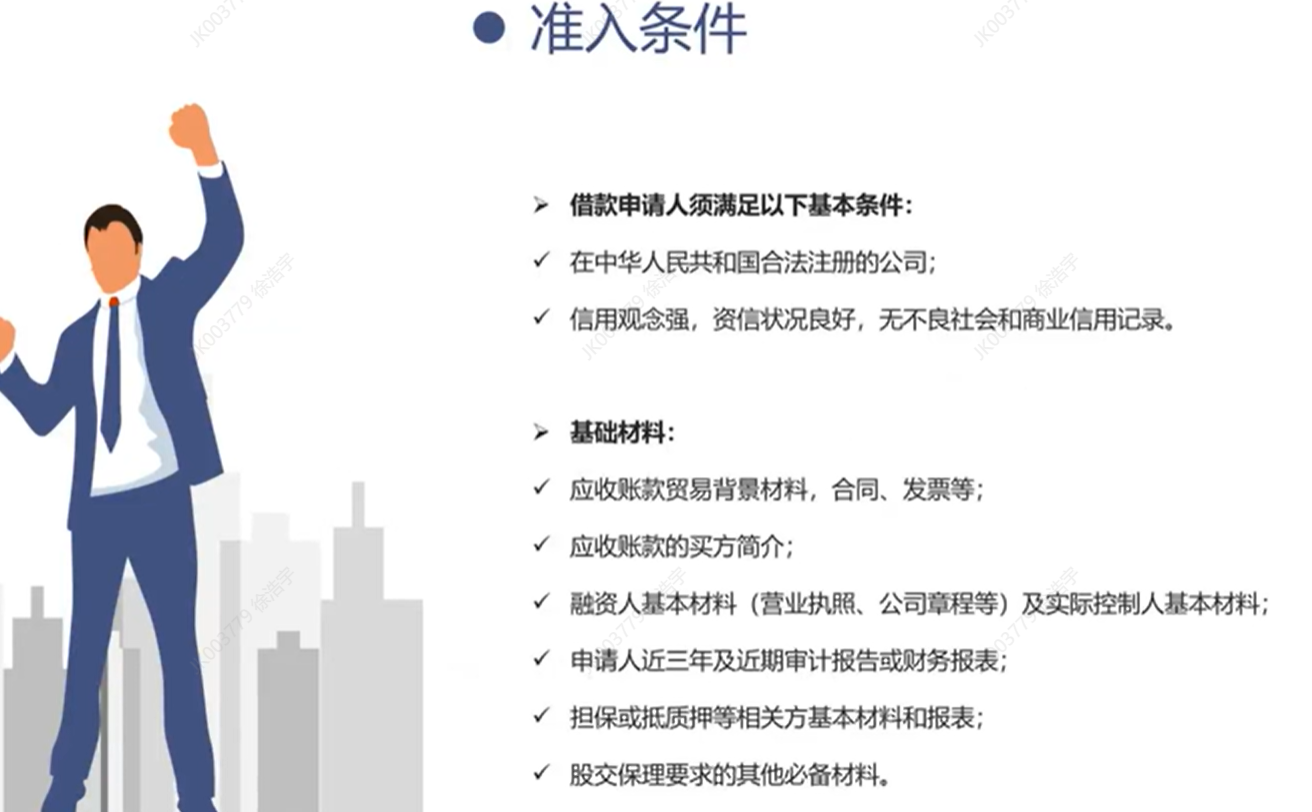 准入条件
借款申请人须满足以下基本条件：
在中华人民共和国合法注册的公司；
信用观念强，资信状况良好，无不良社会和商业信用记录。
基础材料：
应收账款贸易背景材料，合同、发票等；
应收账款的买方简介；
融资人基本材料（营业执照、公司章程等）及实际控制人基本材料；
申请人近三年及近期审计报告或财务报表；
担保或抵质押等相关方基本材料和报表；
股交保理要求的其他必备材料。
JK003779 徐浩宇